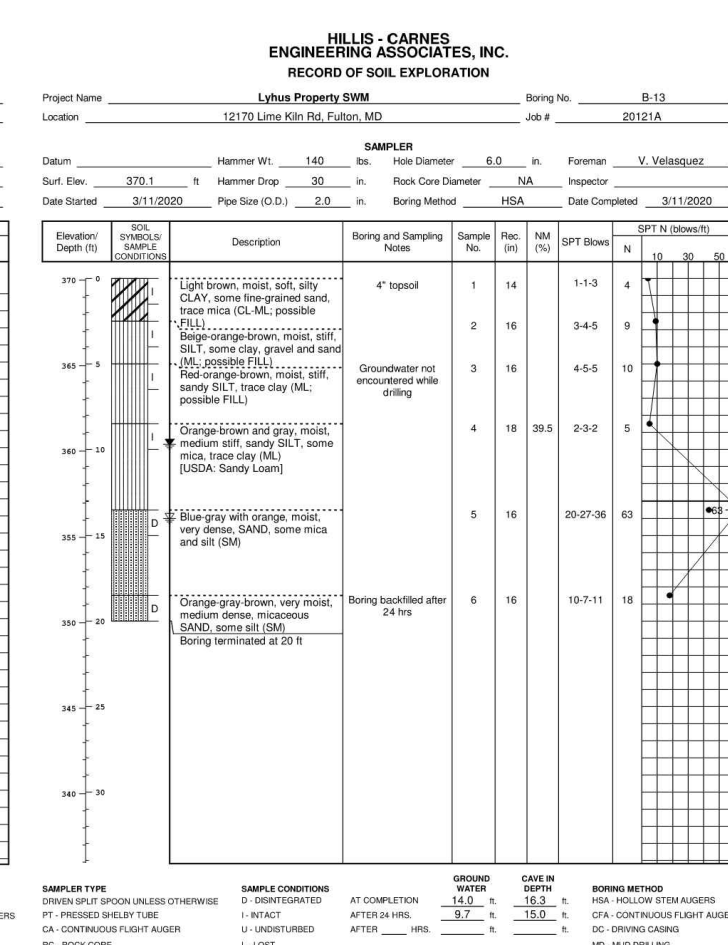 HILLIS - CARNES
ENGINEERING ASSOCIATES, INC.
RECORD OF SOIL EXPLORATION
Project Name Lyhus Property SWM Boring No. B-13
Location 12170 Lime Kiln Rd, Fulton, MD Job # 20121A
SAMPLER
Datum Hammer Wt. 140 lbs. Hole Diameter 6.0 in. Foreman V. Velasquez
Surf. Elev. 370.1 ft Hammer Drop 30 in. Rock Core Diameter NA Inspector
Date Started 3/11/2020 Pipe Size (O.D.) 2.0 in. Boring Method HSA Date Completed 3/11/2020
Elevation/ Depth (ft) SOIL SYMBOLS/ SAMPLE CONDITIONS Description Boring and Sampling Notes Sample No. Rec. (in) NM (%) SPT Blows SPT N (blows/ft)
N 10 30 50
370 0 I Light brown, moist, soft, silty 4" topsoil 1 14 1-1-3 4
CLAY, some fine-grained sand,
trace mica (CL-ML; possible
FILL) 2 16 3-4-5 9
I Beige-orange-brown, moist, stiff,
SILT, some clay, gravel and sand
365 5 (ML; possible FILL) Groundwater not 3 16 4-5-5 10
I Red-orange-brown, moist, stiff, encountered while
sandy SILT, trace clay (ML; drilling
possible FILL)
I Orange-brown and gray, moist, 4 18 39.5 2-3-2 5
medium stiff, sandy SILT, some
360 10 mica, trace clay (ML)
[USDA: Sandy Loam]
63
D Blue-gray with orange, moist, 5 16 20-27-36 63
very dense, SAND, some mica
355 15 and silt (SM)
D Orange-gray-brown, very moist, Boring backfilled after 6 16 10-7-11 18
medium dense, micaceous 24 hrs
350 20 SAND, some silt (SM)
Boring terminated at 20 ft
345 25
340 30
GROUND WATER CAVE IN DEPTH
SAMPLER TYPE SAMPLE CONDITIONS BORING METHOD
DRIVEN SPLIT SPOON UNLESS OTHERWISE D - DISINTEGRATED AT COMPLETION 14.0 ft. 16.3 ft. HSA - HOLLOW STEM AUGERS
ERS PT - PRESSED SHELBY TUBE I - INTACT AFTER 24 HRS. 9.7 ft. 15.0 ft. CFA - CONTINUOUS FLIGHT AUGE
CA - CONTINUOUS FLIGHT AUGER U - UNDISTURBED AFTER HRS. ft. ft. DC - DRIVING CASING
RC - ROCK CORE L - LOST MD - MUD DRILLING